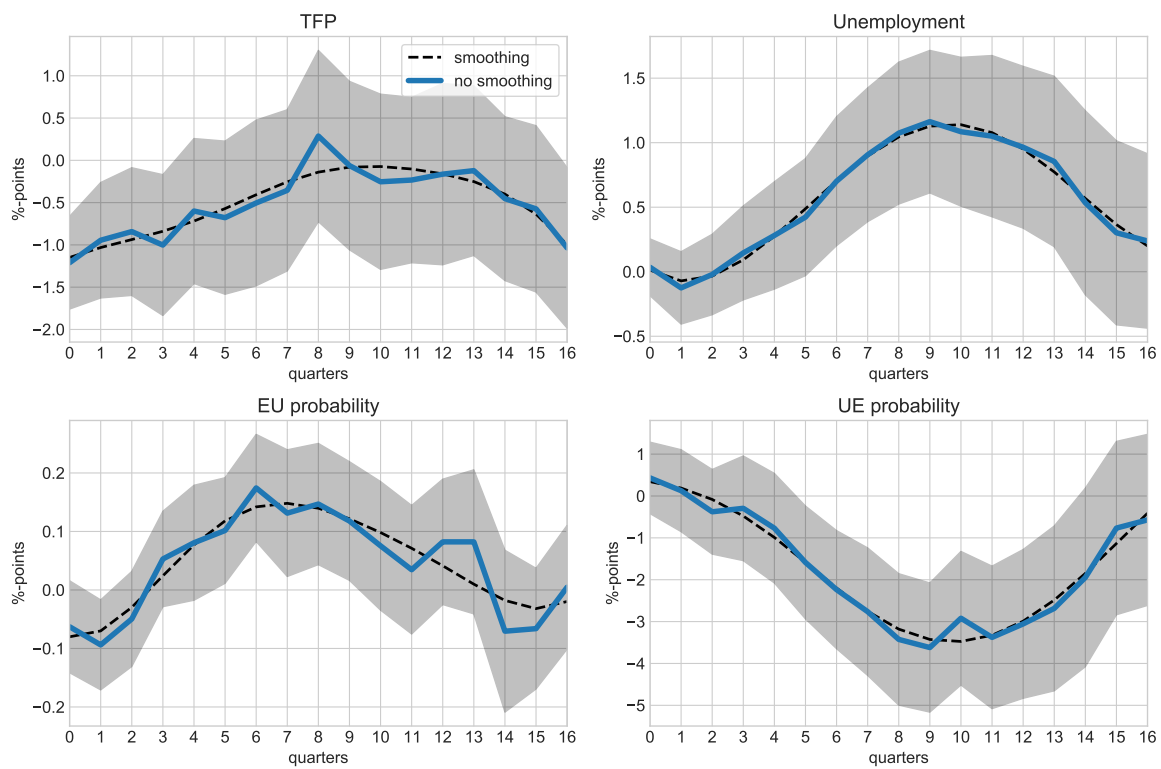 TFP
%-points
1.0
0.5
0.0
−0.5
−1.0
−1.5
−2.0
smoothing
no smoothing
0 1 2 3 4 5 6 7 8 9 10 11 12 13 14 15 16
quarters
Unemployment
%-points
1.5
1.0
0.5
0.0
−0.5
0 1 2 3 4 5 6 7 8 9 10 11 12 13 14 15 16
quarters
EU probability
%-points
0.2
0.1
0.0
−0.1
−0.2
0 1 2 3 4 5 6 7 8 9 10 11 12 13 14 15 16
quarters
UE probability
%-points
1
0
−1
−2
−3
−4
−5
0 1 2 3 4 5 6 7 8 9 10 11 12 13 14 15 16
quarters